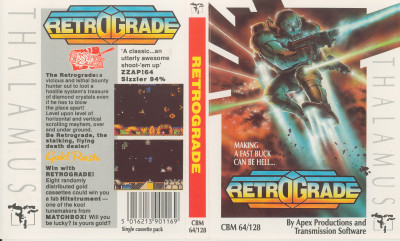 THALAMUS
RETROGRADE
The Retrograde: a
vicious and lethal bounty
hunter out to loot a
hostile system's treasure
of diamond crystals even
if he has to blow
the place apart!
Level upon level of
horizontal and vertical
scrolling mayhem, over
and under ground.
Be Retrograde, the
stalking, flying
death dealer!
'A classic...an
utterly awesome
shoot-'em up'
ZZAP!64
Sizzler 94%
Win with
RETROGRADE!
Eight randomly
distributed gold
cassettes could win you
a fab Hitstrument —
one of the kool
tunemakers from
MATCHBOX! Will you
be lucky? Is yours gold?
5 016213 901169
Single cassette pack
RETROGRADE
CBM
64/128
MAKING
A FAST BUCK
CAN BE HELL...
RETROGRADE
CBM
64/128
By Apex Productions and
Transmission Software
THALAMUS